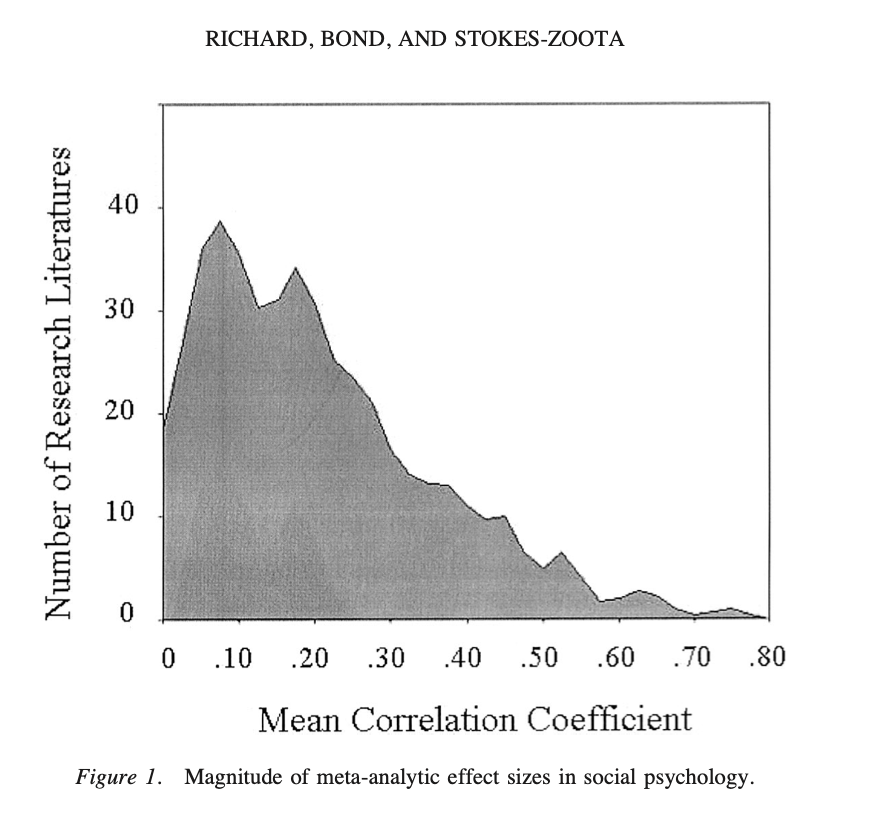 RICHARD, BOND, AND STOKES-ZOOTA
Number of Research Literatures
40
30
20
10
0
0 .10 .20 .30 .40 .50 .60 .70 .80
Mean Correlation Coefficient
Figure 1. Magnitude of meta-analytic effect sizes in social psychology.